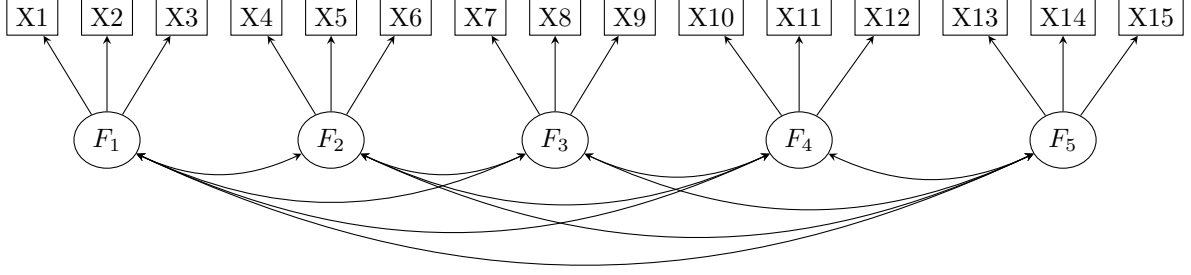 X1 X2 X3 X4 X5 X6 X7 X8 X9 X10 X11 X12 X13 X14 X15
F₁ F₂ F₃ F₄ F₅